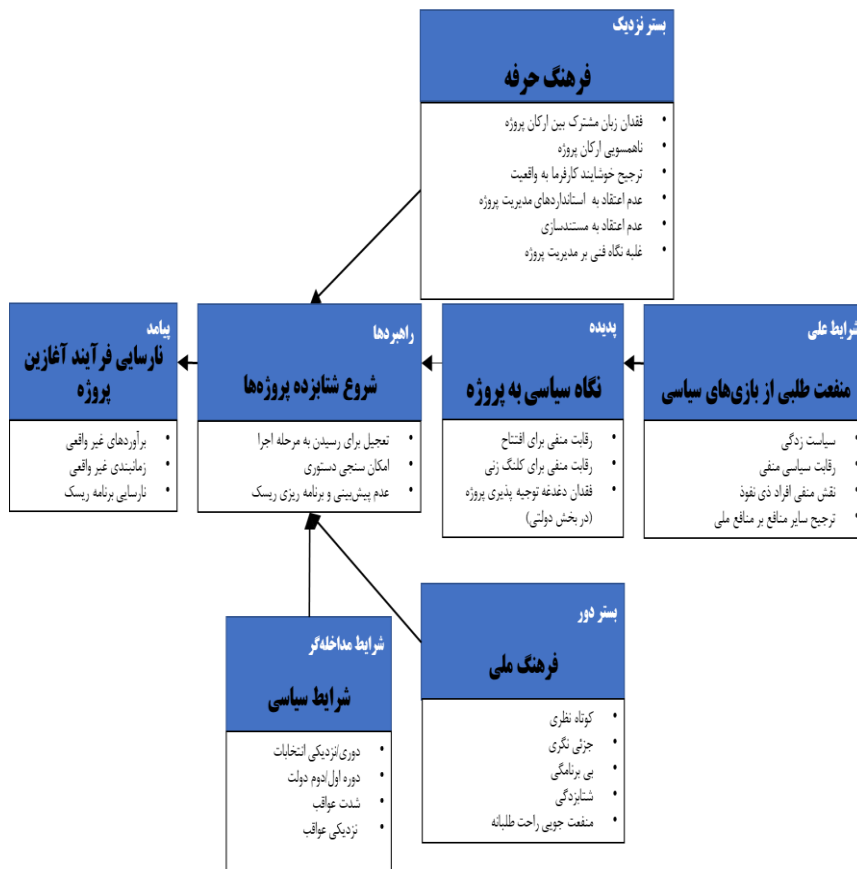 بستر نزدیک
فرهنگ حرفه
• فقدان زبان مشترک بین ارکان پروژه
• ناهمسویی ارکان پروژه
• ترجیح خوشایند کارفرما به واقعیت
• عدم اعتقاد به استانداردهای مدیریت پروژه
• عدم اعتقاد به مستندسازی
• غلبه نگاه فنی بر مدیریت پروژه
شرایط علی
منفعت طلبی از بازی‌های سیاسی
• سیاست زدگی
• رقابت سیاسی منفی
• نقش منفی افراد ذی نفوذ
• ترجیح سایر منافع بر منافع ملی
پدیده
نگاه سیاسی به پروژه
• رقابت منفی برای افتتاح
• رقابت منفی برای کلنگ زنی
• فقدان دغدغه توجیه پذیری پروژه
(در بخش دولتی)
راهبردها
شروع شتابزده پروژه‌ها
• تعجیل برای رسیدن به مرحله اجرا
• امکان سنجی دستوری
• عدم پیش‌بینی و برنامه ریزی ریسک
پیامد
نارسایی فرآیند آغازین
پروژه
• برآوردهای غیر واقعی
• زمانبندی غیر واقعی
• نارسایی برنامه ریسک
بستر دور
فرهنگ ملی
• کوتاه نظری
• جزئی نگری
• بی برنامگی
• شتابزدگی
• منفعت جویی راحت طلبانه
شرایط مداخله‌گر
شرایط سیاسی
• دوری/نزدیکی انتخابات
• دوره اول/دوم دولت
• شدت عواقب
• نزدیکی عواقب